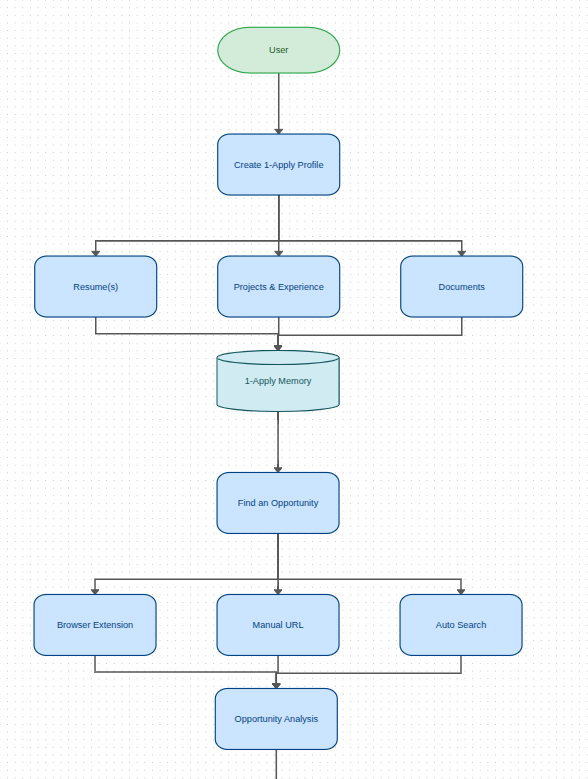 User
Create 1-Apply Profile
Resume(s)
Projects & Experience
Documents
1-Apply Memory
Find an Opportunity
Browser Extension
Manual URL
Auto Search
Opportunity Analysis